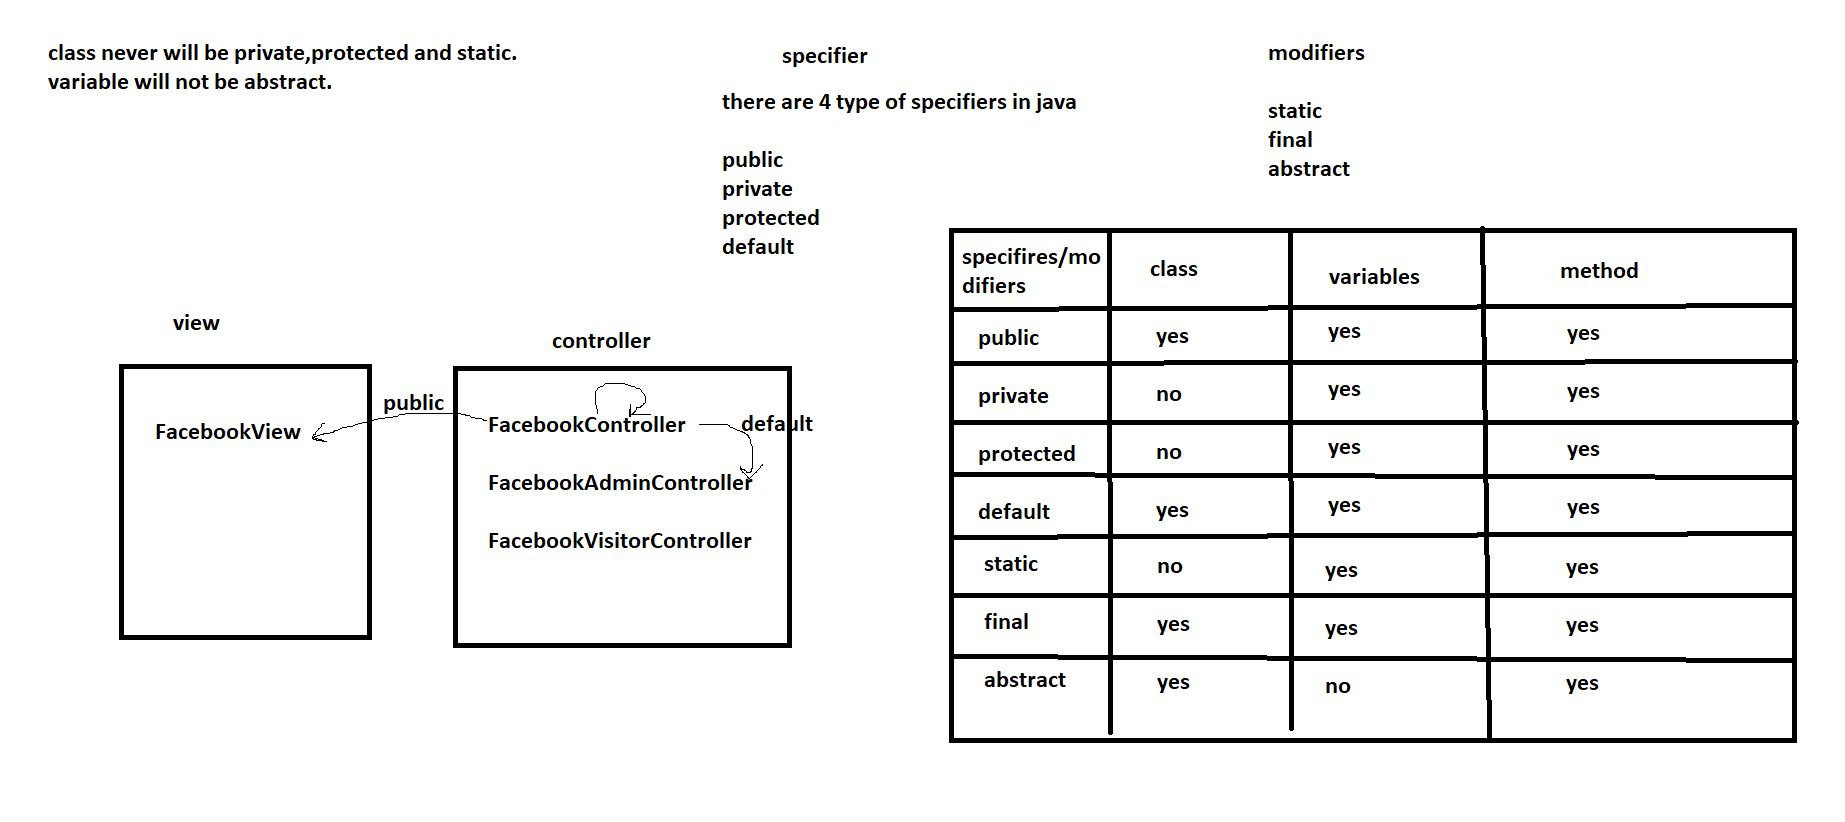 class never will be private,protected and static.
variable will not be abstract.
specifier
there are 4 type of specifiers in java
public
private
protected
default
modifiers
static
final
abstract
view
FacebookView
public
controller
FacebookController
default
FacebookAdminController
FacebookVisitorController
specifires/mo
difiers
class
variables
method
public
yes
yes
yes
private
no
yes
yes
protected
no
yes
yes
default
yes
yes
yes
static
no
yes
yes
final
yes
yes
yes
abstract
yes
no
yes